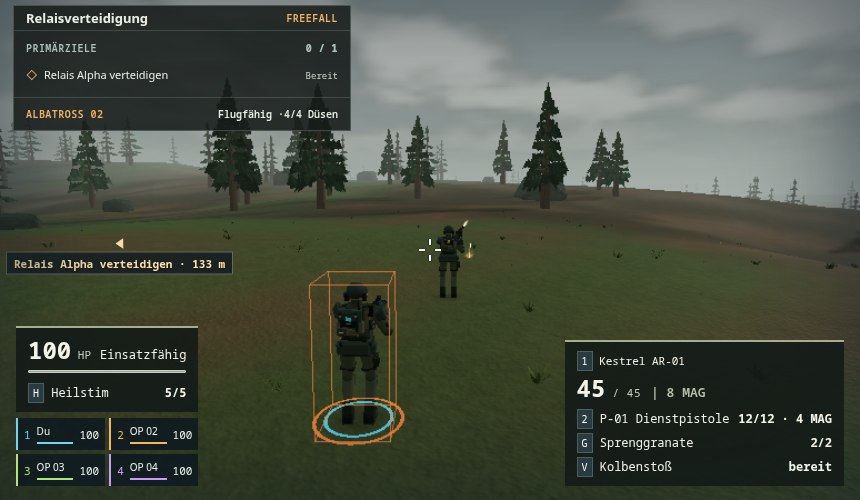 Relaisverteidigung FREEFALL
PRIMÄRZIELE 0 / 1
Relais Alpha verteidigen Bereit
ALBATROSS 02 Flugfähig ·4/4 Düsen
Relais Alpha verteidigen · 133 m
100 HP Einsatzfähig
H Heilstim 5/5
1 Du 100 2 OP 02 100
3 OP 03 100 4 OP 04 100
1 Kestrel AR-01
45 / 45 | 8 MAG
2 P-01 Dienstpistole 12/12 · 4 MAG
G Sprenggranate 2/2
V Kolbenstoß bereit